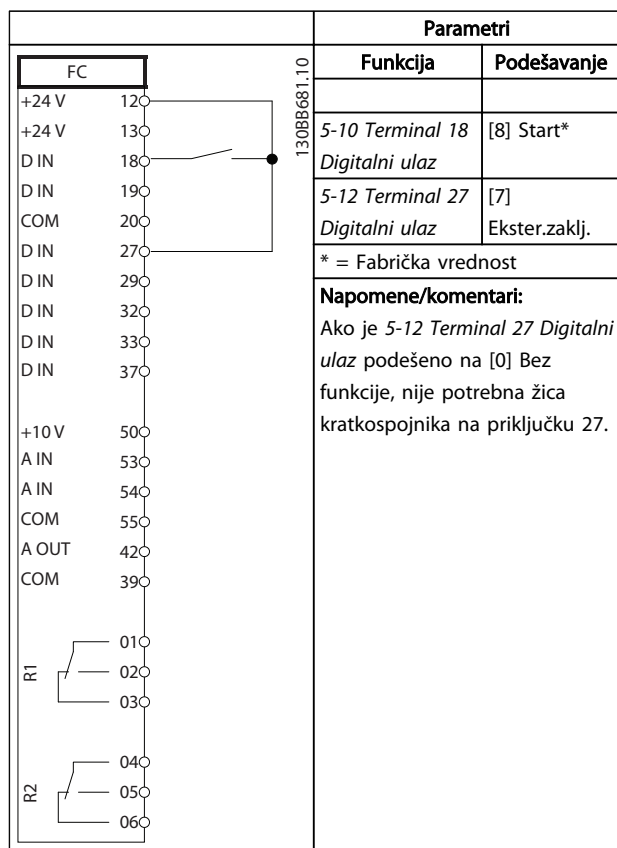 FC
+24 V 12
+24 V 13
D IN 18
D IN 19
COM 20
D IN 27
D IN 29
D IN 32
D IN 33
D IN 37
+10 V 50
A IN 53
A IN 54
COM 55
A OUT 42
COM 39
R1
01
02
03
R2
04
05
06
130BB681.10
Parametri
Funkcija Podešavanje
5-10 Terminal 18 [8] Start*
Digitalni ulaz
5-12 Terminal 27 [7]
Digitalni ulaz Ekster.zaklj.
* = Fabrička vrednost
Napomene/komentari:
Ako je 5-12 Terminal 27 Digitalni
ulaz podešeno na [0] Bez
funkcije, nije potrebna žica
kratkospojnika na priključku 27.